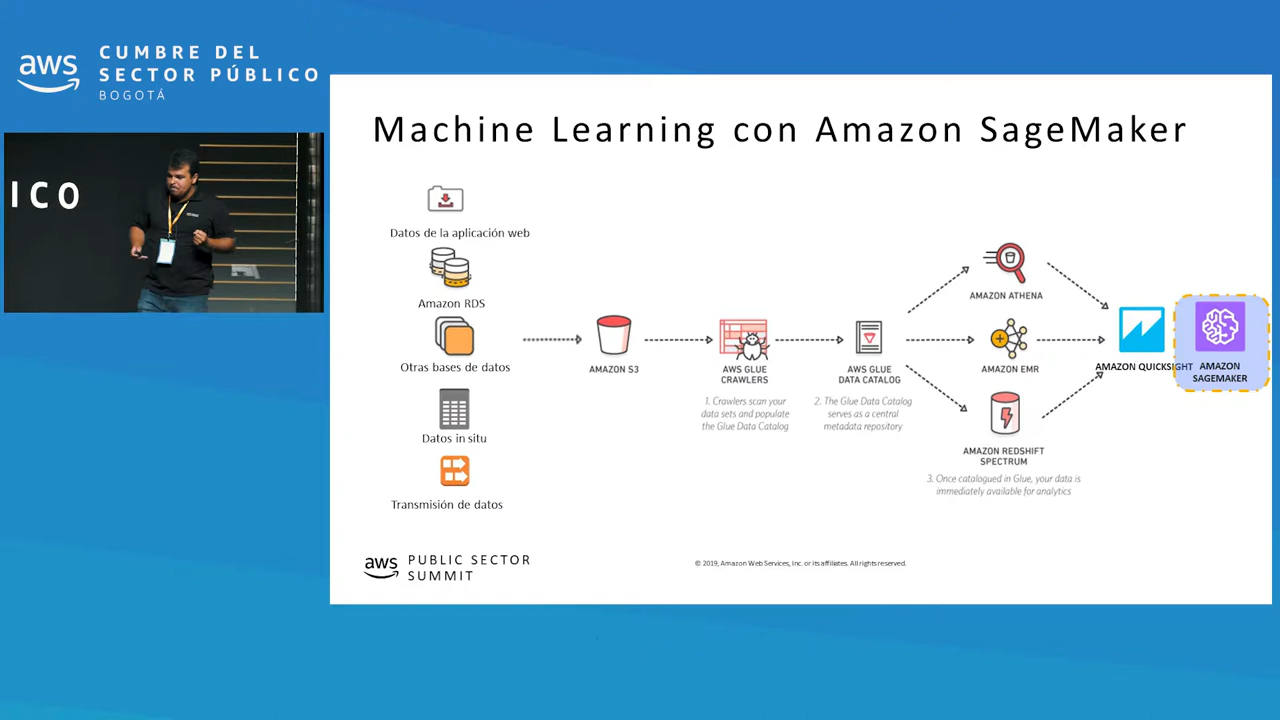 aws
CUMBRE DEL
SECTOR PÚBLICO
BOGOTÁ
ICO
Machine Learning con Amazon SageMaker
Datos de la aplicación web
Amazon RDS
Otras bases de datos
Datos in situ
Transmisión de datos
AMAZON S3
AWS GLUE
CRAWLERS
1. Crawlers scan your
data sets and populate
the Glue Data Catalog
AWS GLUE
DATA CATALOG
2. The Glue Data Catalog
serves as a central
metadata repository
AMAZON ATHENA
AMAZON EMR
AMAZON REDSHIFT
SPECTRUM
3. Once catalogued in Glue, your data is
immediately available for analytics
AMAZON QUICKSIGHT
AMAZON
SAGEMAKER
aws
PUBLIC SECTOR
SUMMIT
© 2019, Amazon Web Services, Inc. or its affiliates. All rights reserved.